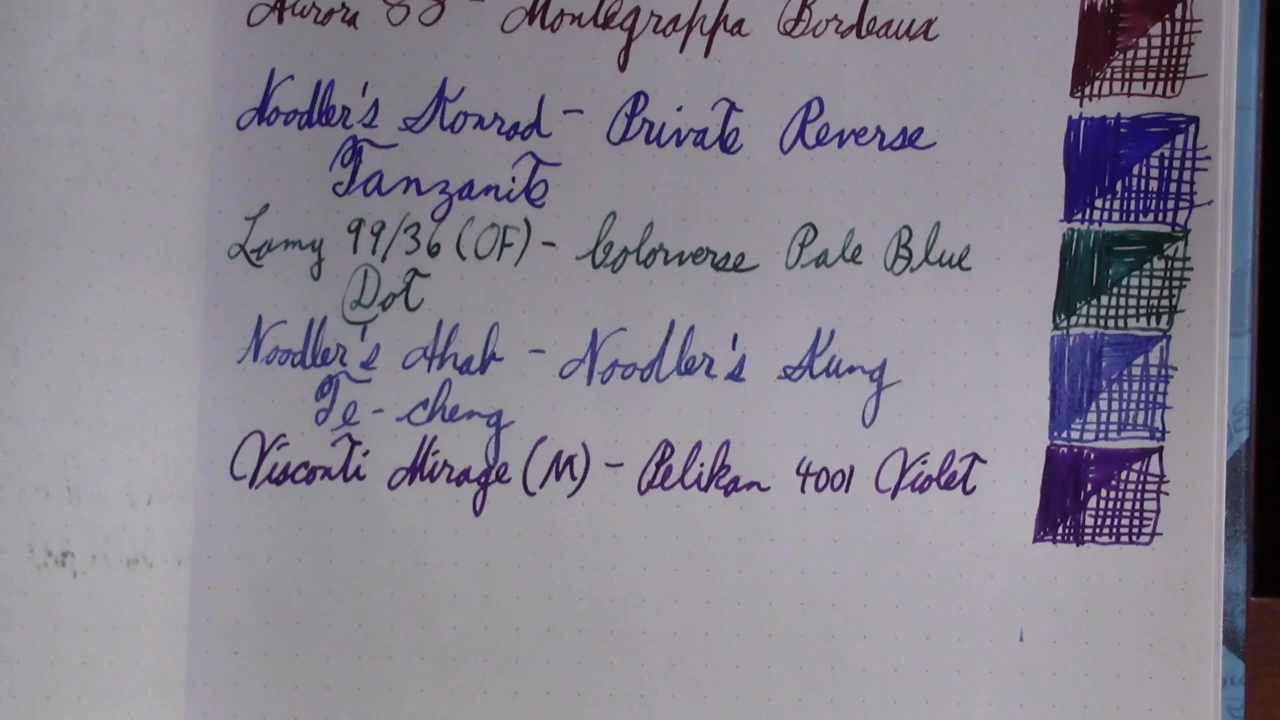 Aurora 88 - Montegrappa Bordeaux
Noodler's Konrad - Private Reverse
Tanzanite
Lamy 99/36 (OF) - Colorverse Pale Blue
Dot
Noodler's Ahab - Noodler's Kung
Te-cheng
Visconti Mirage (M) - Pelikan 4001 Violet